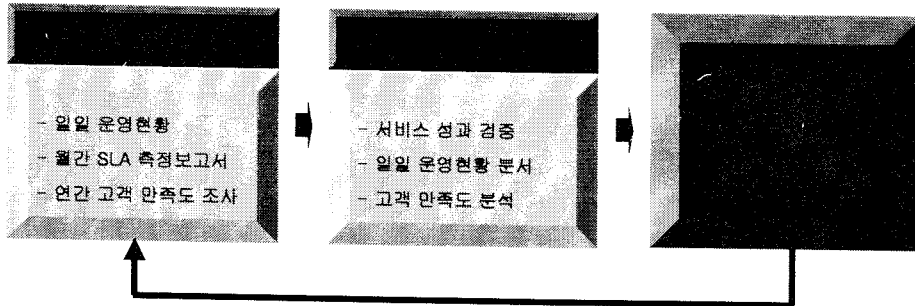 - 일일 운영현황
- 월간 SLA 측정보고서
- 연간 고객 만족도 조사
- 서비스 성과 검증
- 일일 운영현황 분서
- 고객 만족도 분석